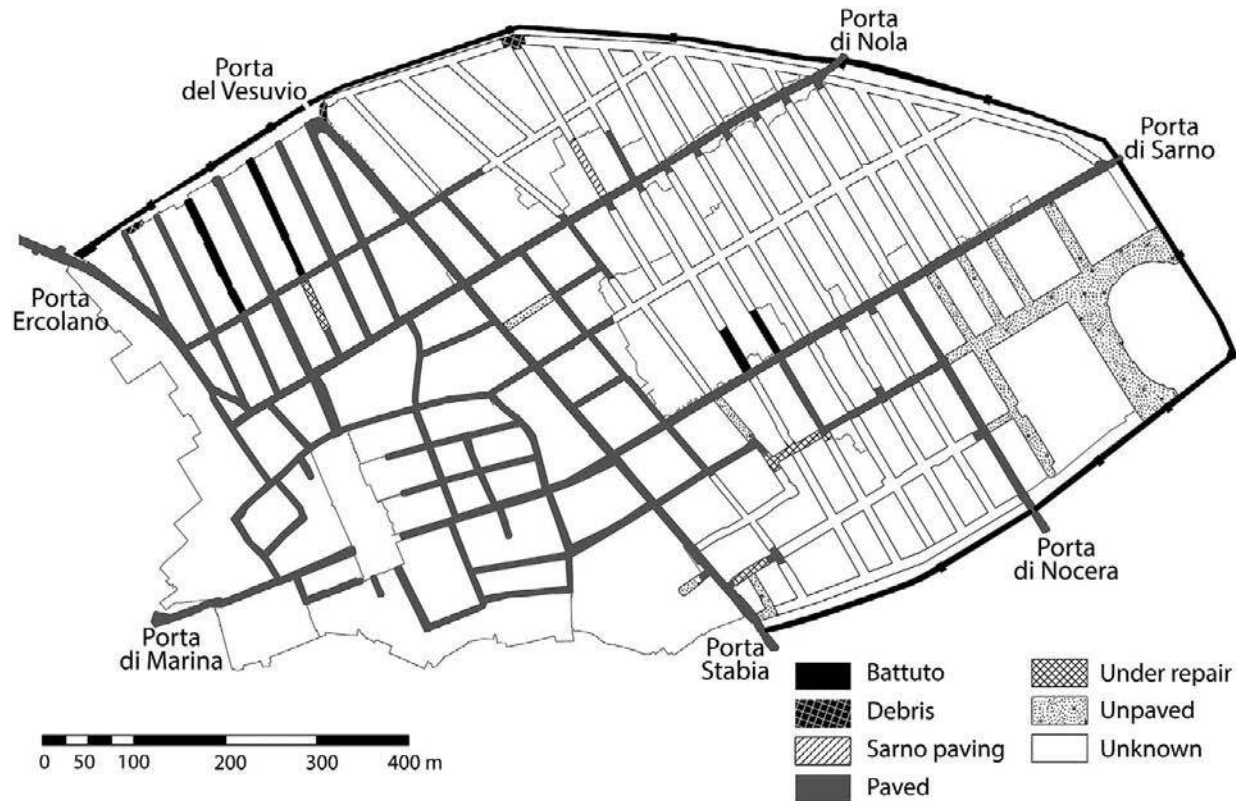 Porta
di Nola
Porta
del Vesuvio
Porta
di Sarno
Porta
Ercolano
Porta
di Nocera
Porta
di Marina
Porta
Stabia
Battuto
Debris
Sarno paving
Paved
Under repair
Unpaved
Unknown
0 50 100 200 300 400 m